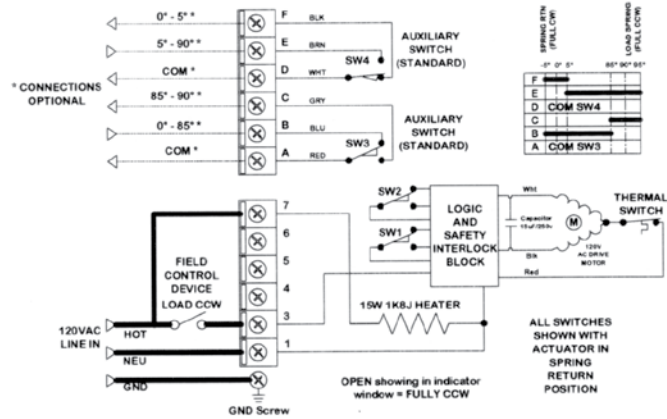 0° - 5° *
F
BLK
5° - 90° *
E
BRN
SW4
AUXILIARY
SWITCH
(STANDARD)
COM *
D
WHT
* CONNECTIONS
OPTIONAL
85° - 90° *
C
GRY
0° - 85° *
B
BLU
SW3
AUXILIARY
SWITCH
(STANDARD)
COM *
A
RED
SPRING RTN
(FULL CW)
LOAD SPRING
(FULL CCW)
-5° 0° 5°
85° 90° 95°
F
E
D COM SW4
C
B
A COM SW3
7
6
5
4
3
1
FIELD
CONTROL
DEVICE
LOAD CCW
120VAC
LINE IN
HOT
NEU
GND
GND Screw
SW2
SW1
LOGIC
AND
SAFETY
INTERLOCK
BLOCK
Wht
Capacitor
M
120V
AC DRIVE
MOTOR
Blk
Red
THERMAL
SWITCH
15W 1K8J HEATER
OPEN showing in indicator
window = FULLY CCW
ALL SWITCHES
SHOWN WITH
ACTUATOR IN
SPRING
RETURN
POSITION